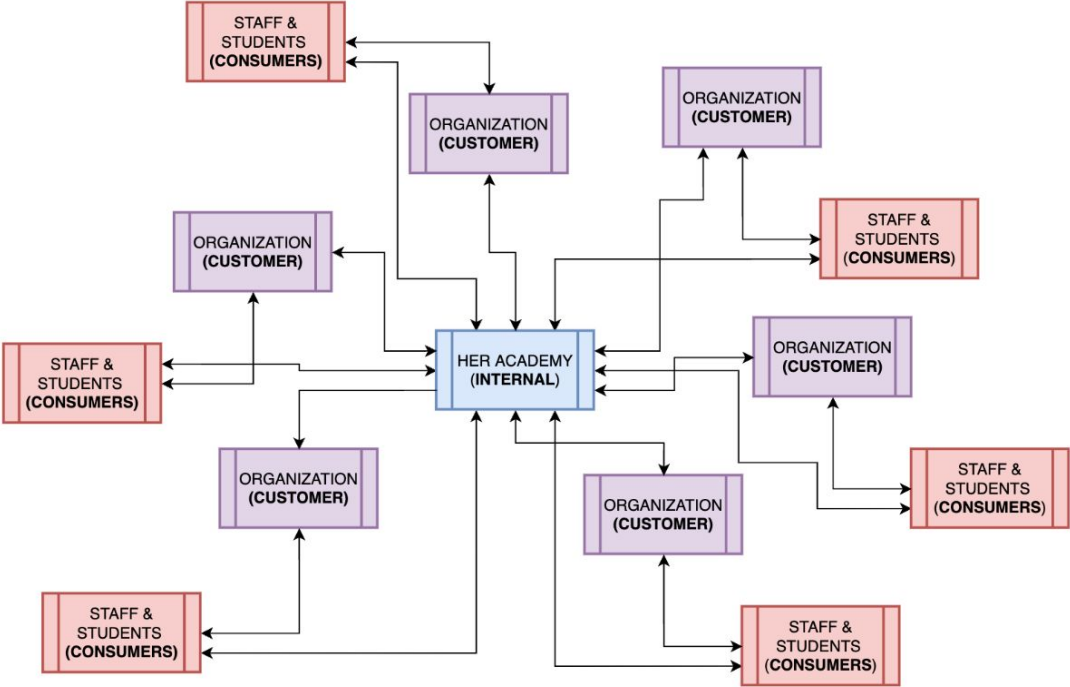 STAFF &
STUDENTS
(CONSUMERS)
ORGANIZATION
(CUSTOMER)
ORGANIZATION
(CUSTOMER)
STAFF &
STUDENTS
(CONSUMERS)
ORGANIZATION
(CUSTOMER)
HER ACADEMY
(INTERNAL)
ORGANIZATION
(CUSTOMER)
STAFF &
STUDENTS
(CONSUMERS)
ORGANIZATION
(CUSTOMER)
STAFF &
STUDENTS
(CONSUMERS)
ORGANIZATION
(CUSTOMER)
STAFF &
STUDENTS
(CONSUMERS)
STAFF &
STUDENTS
(CONSUMERS)